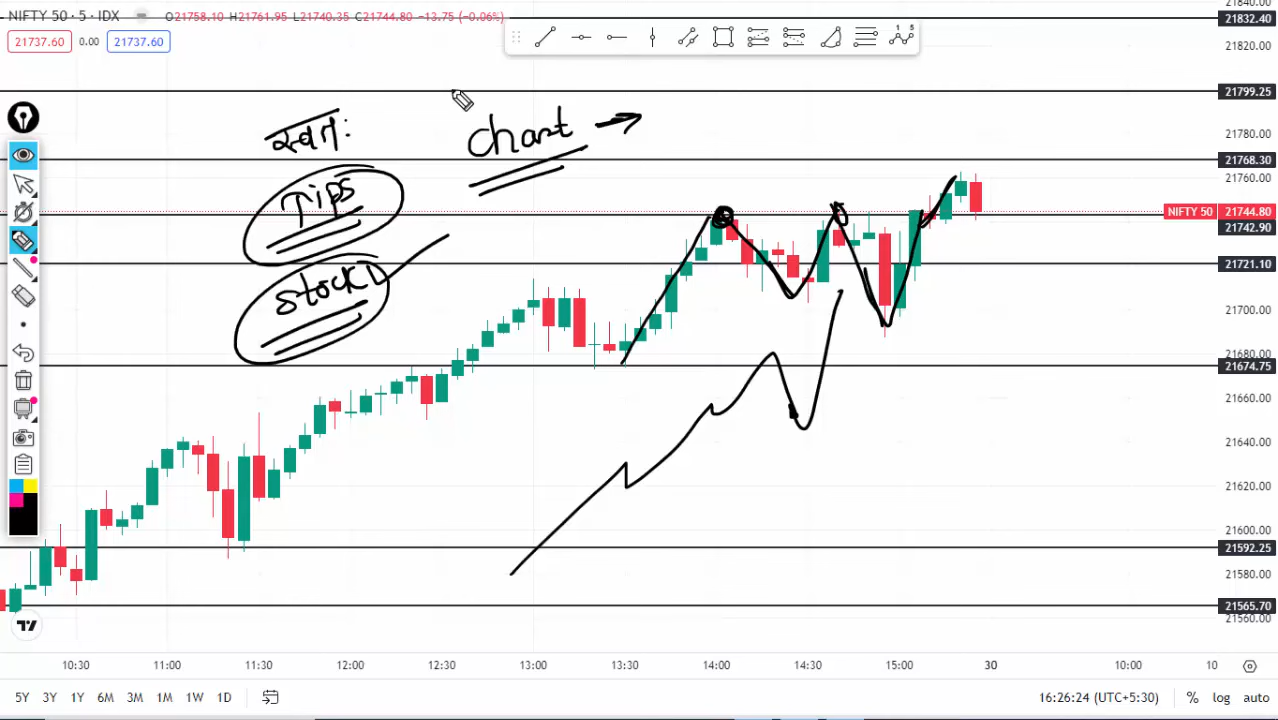 NIFTY 50 · 5 · IDX O21758.10 H21761.95 L21740.35 C21744.80 −13.75 (−0.06%)
21737.60 0.00 21737.60
1 5
chart
Tips
stock
21840.00
21832.40
21820.00
21799.25
21780.00
21768.30
21760.00
NIFTY 50 21744.80
21742.90
21721.10
21700.00
21680.00
21674.75
21660.00
21640.00
21620.00
21600.00
21592.25
21580.00
21565.70
21560.00
10:30 11:00 11:30 12:00 12:30 13:00 13:30 14:00 14:30 15:00 30 10:00 10
5Y 3Y 1Y 6M 3M 1M 1W 1D 16:26:24 (UTC+5:30) % log auto